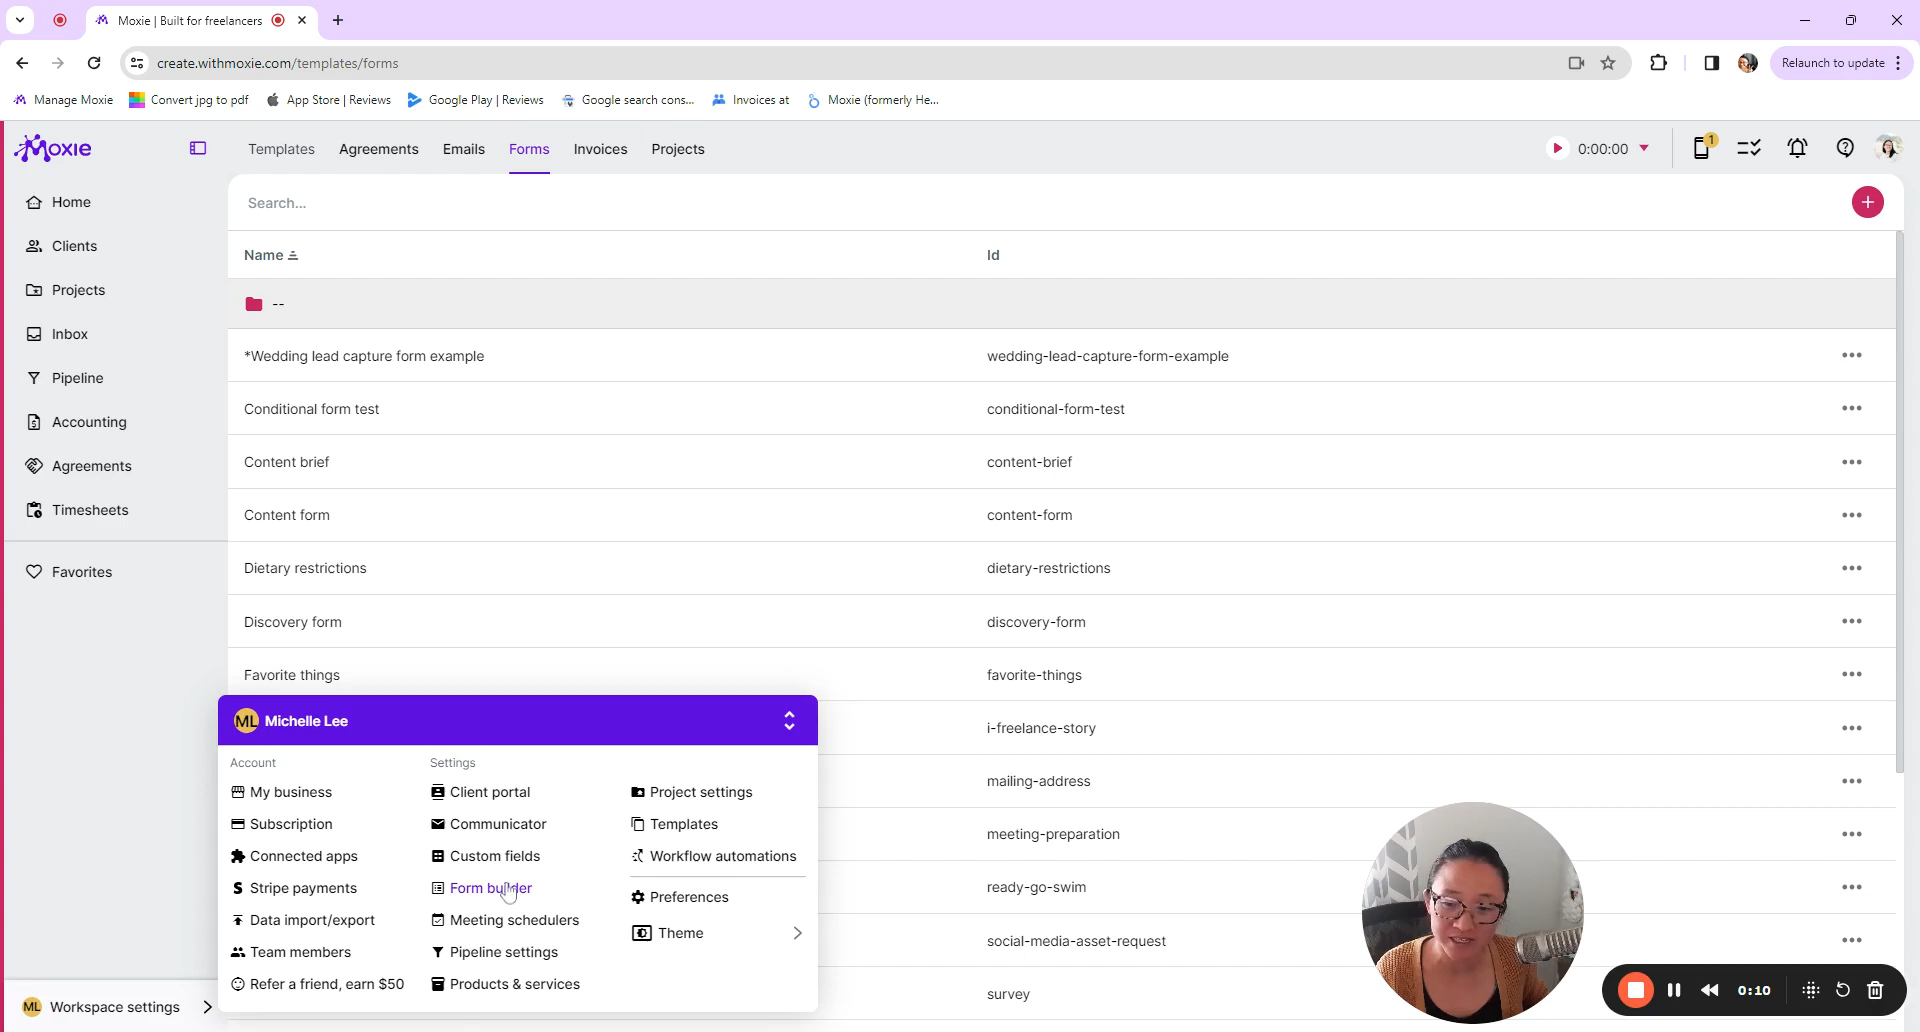 Moxie | Built for freelancers
create.withmoxie.com/templates/forms
Relaunch to update
Manage Moxie
Convert jpg to pdf
App Store | Reviews
Google Play | Reviews
Google search cons...
Invoices at
Moxie (formerly He...
Moxie
Templates
Agreements
Emails
Forms
Invoices
Projects
0:00:00
1
Home
Clients
Projects
Inbox
Pipeline
Accounting
Agreements
Timesheets
Favorites
Search...
Name
Id
--
*Wedding lead capture form example
wedding-lead-capture-form-example
Conditional form test
conditional-form-test
Content brief
content-brief
Content form
content-form
Dietary restrictions
dietary-restrictions
Discovery form
discovery-form
Favorite things
favorite-things
i-freelance-story
mailing-address
meeting-preparation
ready-go-swim
social-media-asset-request
survey
ML Michelle Lee
Account
My business
Subscription
Connected apps
S Stripe payments
Data import/export
Team members
Refer a friend, earn $50
Settings
Client portal
Communicator
Custom fields
Form builder
Meeting schedulers
Pipeline settings
Products & services
Project settings
Templates
Workflow automations
Preferences
Theme
ML Workspace settings
0:10